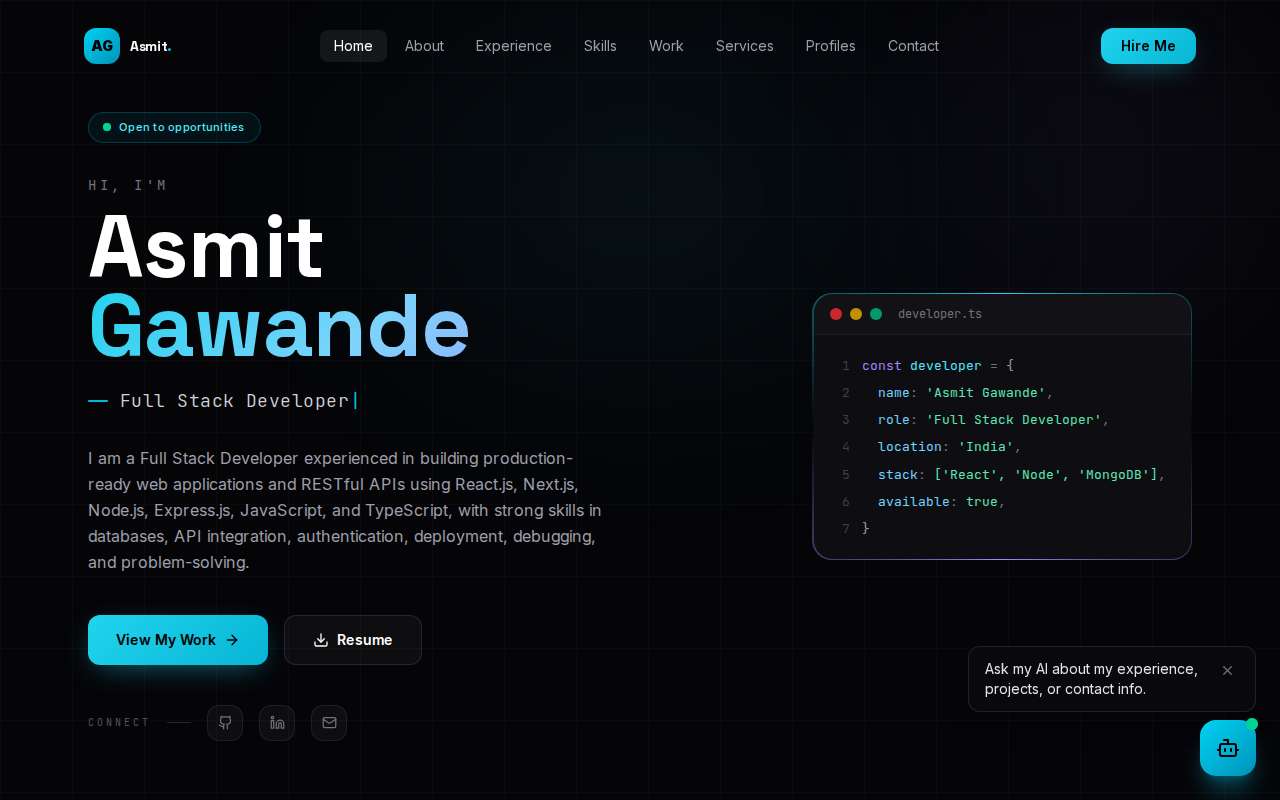 AG Asmit.
Home About Experience Skills Work Services Profiles Contact
Hire Me
Open to opportunities
HI, I'M
Asmit
Gawande
Full Stack Developer
I am a Full Stack Developer experienced in building production-
ready web applications and RESTful APIs using React.js, Next.js,
Node.js, Express.js, JavaScript, and TypeScript, with strong skills in
databases, API integration, authentication, deployment, debugging,
and problem-solving.
View My Work →
Resume
CONNECT
developer.ts
1 const developer = {
2   name: 'Asmit Gawande',
3   role: 'Full Stack Developer',
4   location: 'India',
5   stack: ['React', 'Node', 'MongoDB'],
6   available: true,
7 }
Ask my AI about my experience,
projects, or contact info.